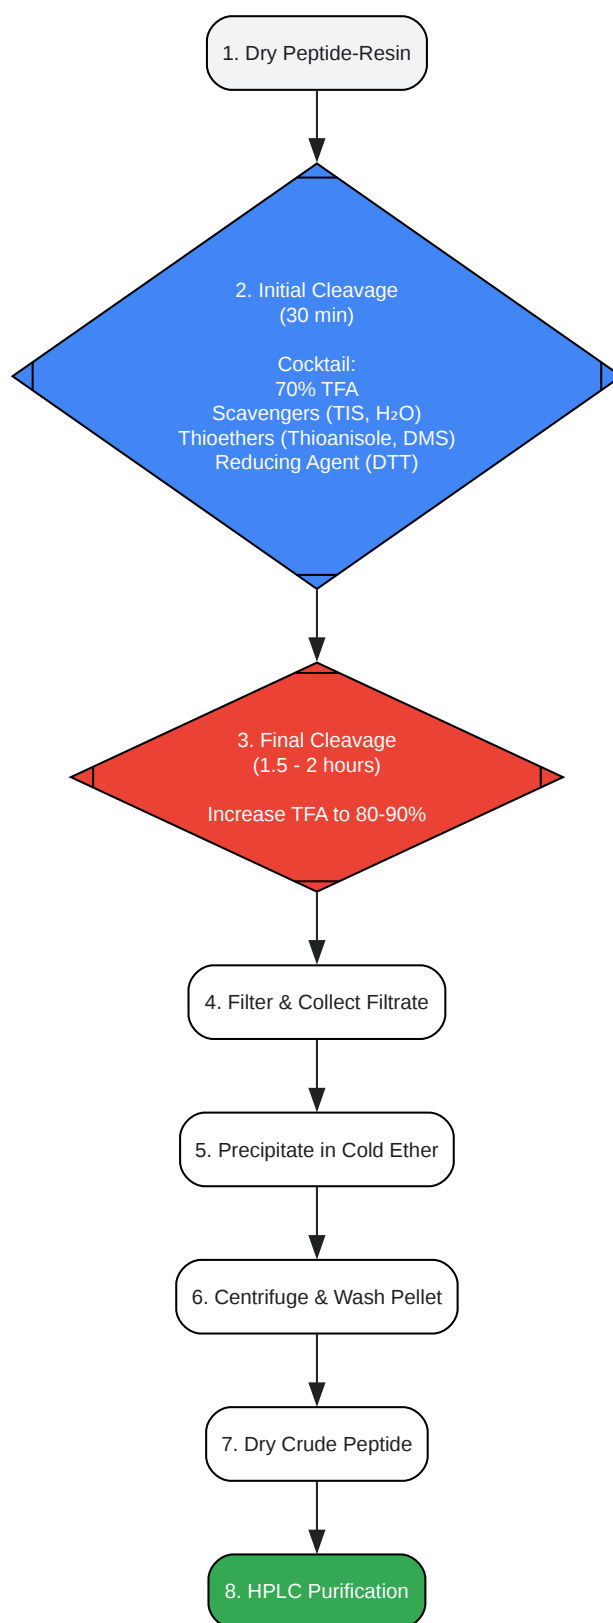 1. Dry Peptide-Resin
2. Initial Cleavage
(30 min)
Cocktail:
70% TFA
Scavengers (TIS, H₂O)
Thioethers (Thioanisole, DMS)
Reducing Agent (DTT)
3. Final Cleavage
(1.5 - 2 hours)
Increase TFA to 80-90%
4. Filter & Collect Filtrate
5. Precipitate in Cold Ether
6. Centrifuge & Wash Pellet
7. Dry Crude Peptide
8. HPLC Purification